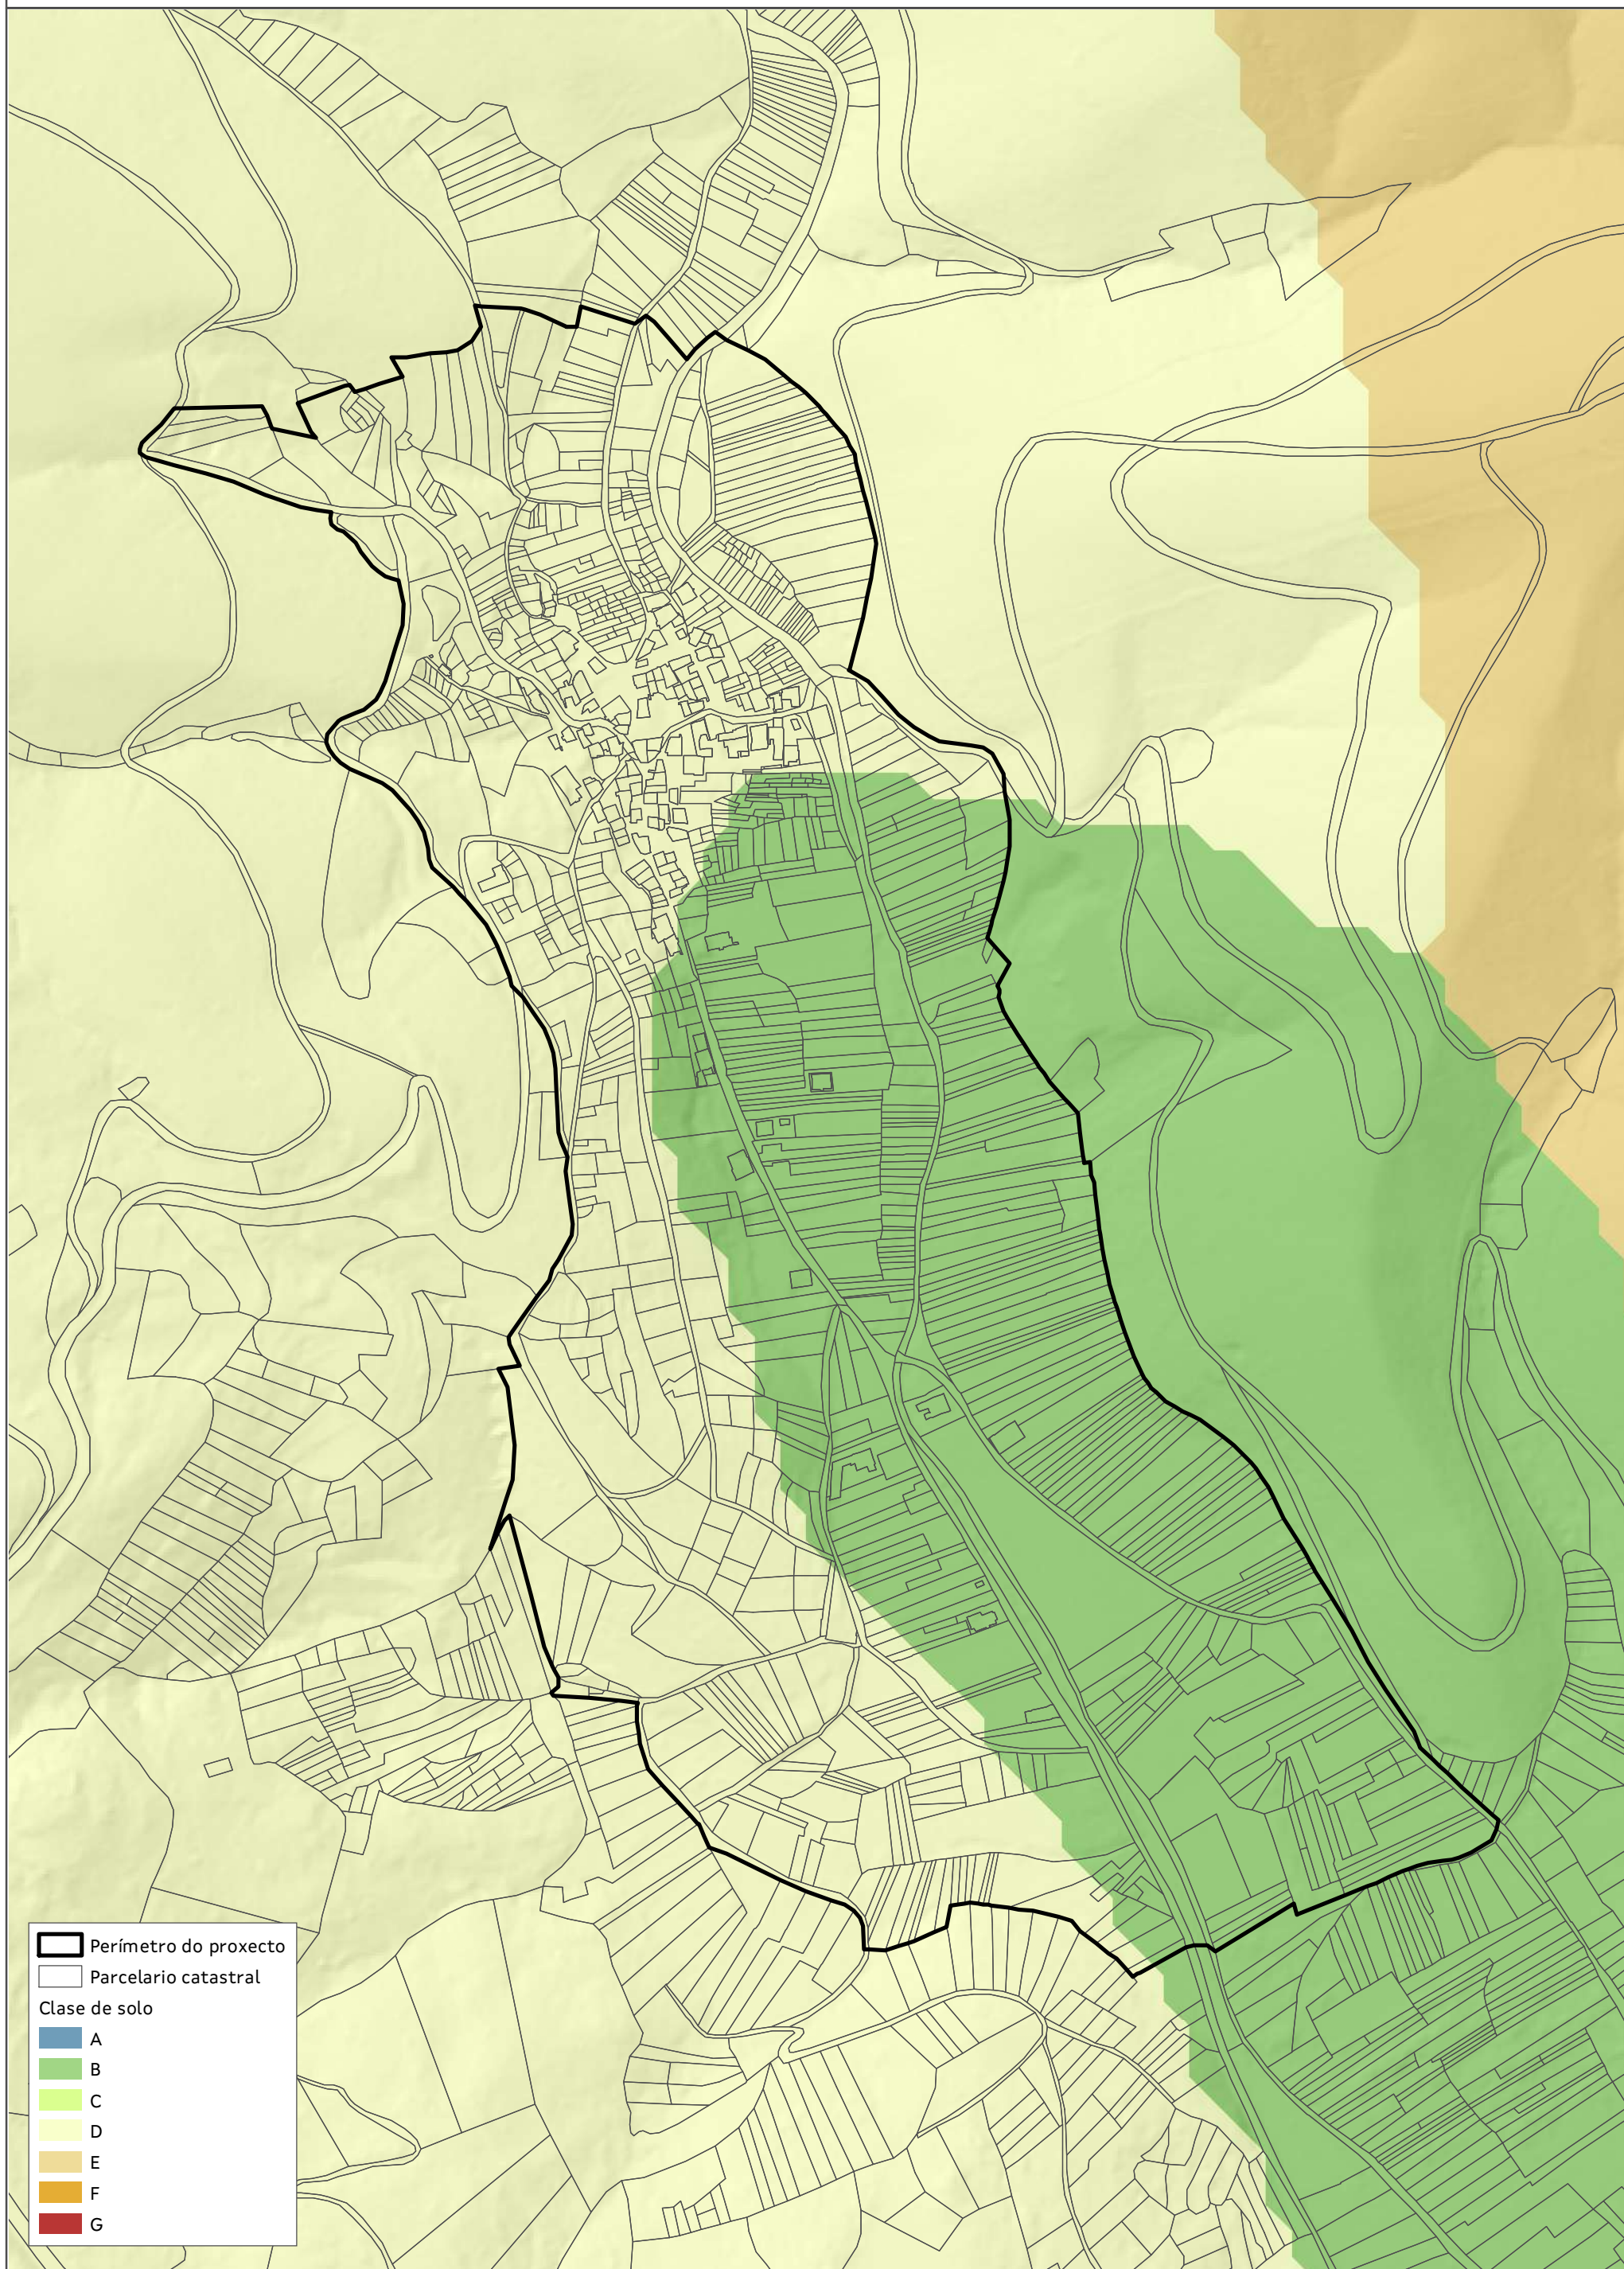 Perímetro do proxecto
Parcelario catastral
Clase de solo
A
B
C
D
E
F
G